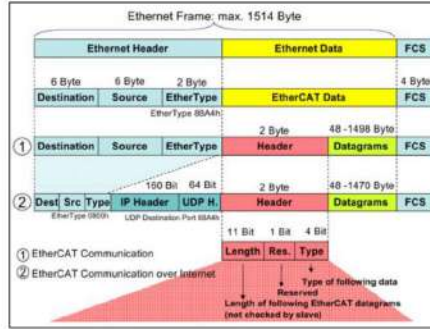 Ethernet Frame: max. 1514 Byte
Ethernet Header Ethernet Data FCS
6 Byte 6 Byte 2 Byte 4 Byte
Destination Source EtherType EtherCAT Data FCS
EtherType 88A4h
2 Byte 48 -1498 Byte
① Destination Source EtherType Header Datagrams FCS
160 Bit 64 Bit 2 Byte 48 -1470 Byte
② Dest Src Type IP Header UDP H. Header Datagrams FCS
EtherType 0800h UDP Destination Port 88A4h
11 Bit 1 Bit 4 Bit
① EtherCAT Communication Length Res. Type
② EtherCAT Communication over Internet
Type of following data
Reserved
Length of following EtherCAT datagrams
(not checked by slave)